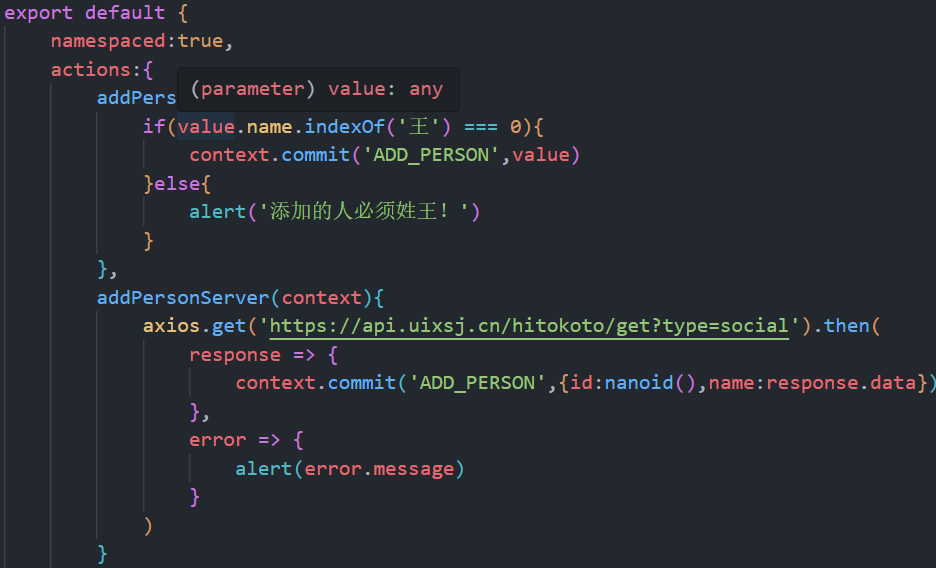 export default {
namespaced:true,
actions:{
(parameter) value: any
addPers
if(value.name.indexOf('王') === 0){
context.commit('ADD_PERSON',value)
}else{
alert('添加的人必须姓王！')
}
},
addPersonServer(context){
axios.get('https://api.uixsj.cn/hitokoto/get?type=social').then(
response => {
context.commit('ADD_PERSON',{id:nanoid(),name:response.data})
},
error => {
alert(error.message)
}
)
}